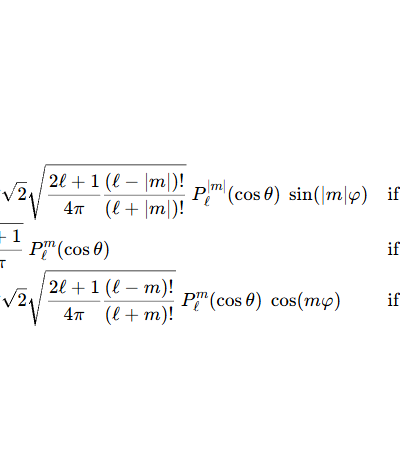 √2 √((2ℓ + 1)/(4π) (ℓ − |m|)!/(ℓ + |m|)!) P_ℓ^{|m|}(cos θ) sin(|m|φ) if
+ 1/π P_ℓ^m(cos θ) if
√2 √((2ℓ + 1)/(4π) (ℓ − m)!/(ℓ + m)!) P_ℓ^m(cos θ) cos(mφ) if